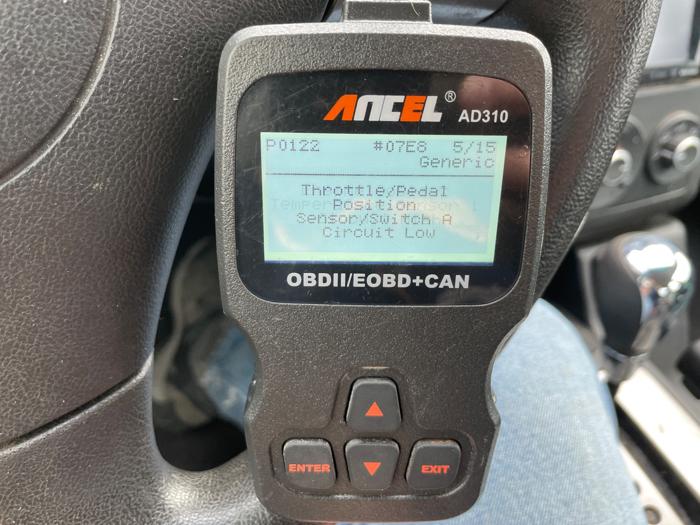 ANCEL® AD310
P0122 #07E8 5/15
Generic
Throttle/Pedal
Position
Sensor/Switch A
Circuit Low
OBDII/EOBD+CAN
ENTER EXIT